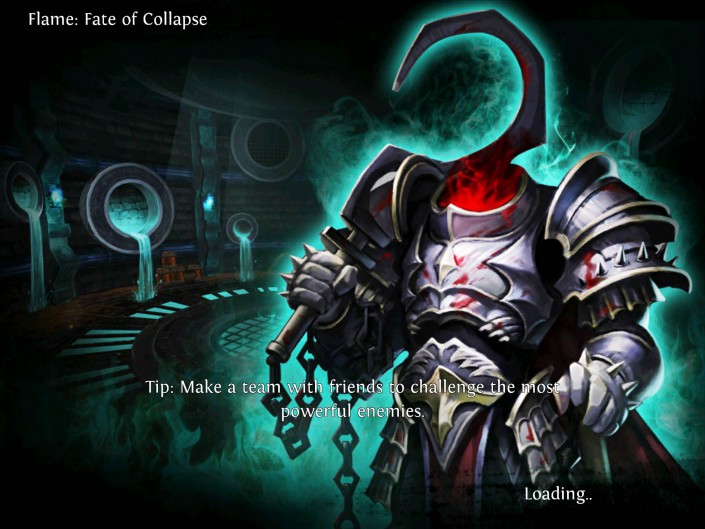 Flame: Fate of Collapse
Tip: Make a team with friends to challenge the most
powerful enemies.
Loading..